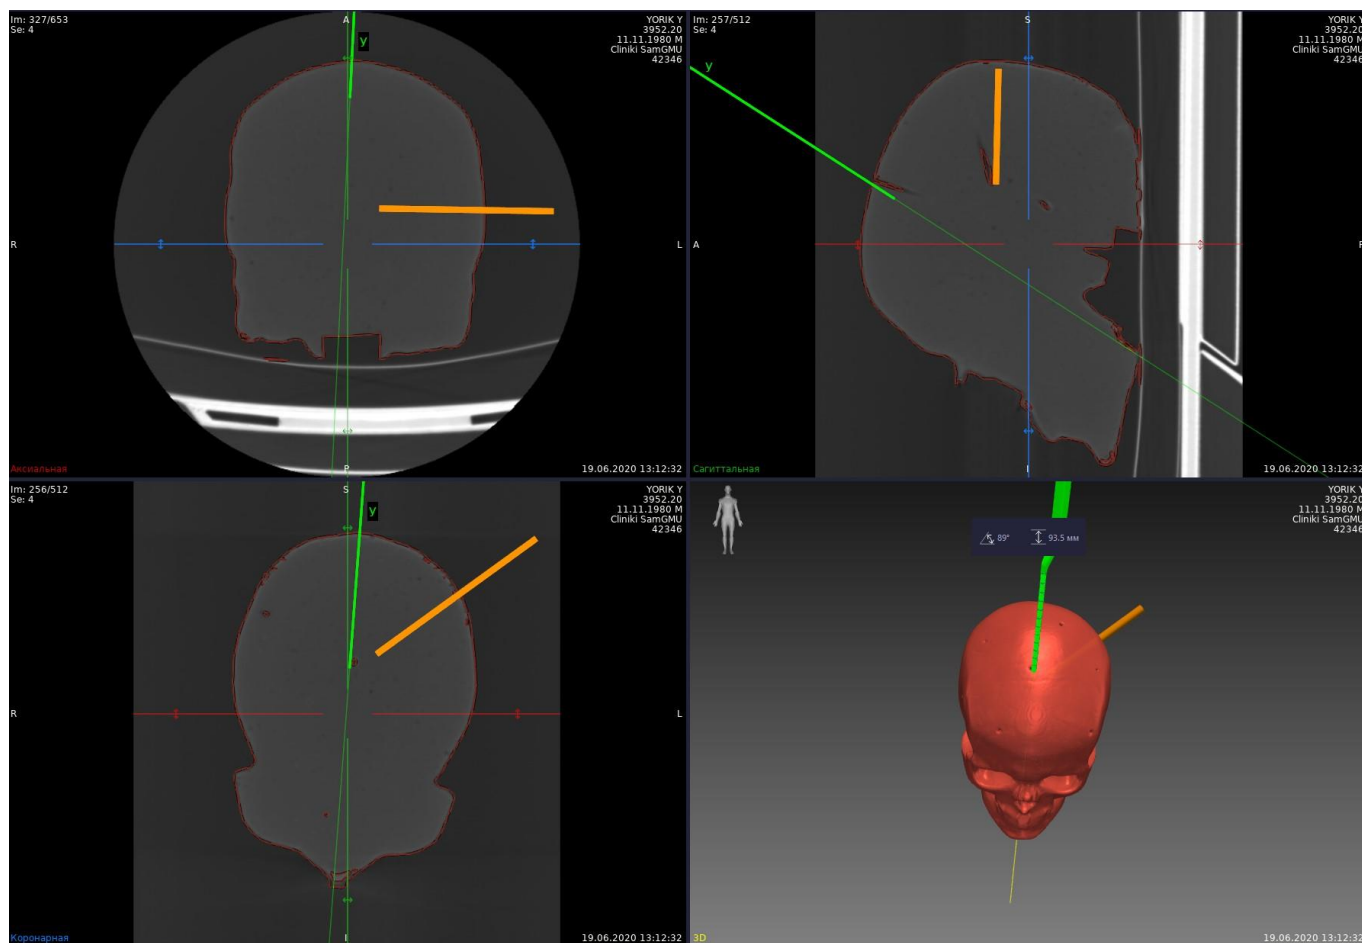 Im: 327/653
Se: 4
A
y
YORIK Y
3952.20
11.11.1980 M
Cliniki SamGMU
42346
R
L
P
Аксиальная
19.06.2020 13:12:32
Im: 257/512
Se: 4
S
y
YORIK Y
3952.20
11.11.1980 M
Cliniki SamGMU
42346
A
I
Сагиттальная
19.06.2020 13:12:32
Im: 256/512
Se: 4
S
y
YORIK Y
3952.20
11.11.1980 M
Cliniki SamGMU
42346
R
L
I
Коронарная
19.06.2020 13:12:32
89°
93.5 мм
YORIK Y
3952.20
11.11.1980 M
Cliniki SamGMU
42346
3D
19.06.2020 13:12:32